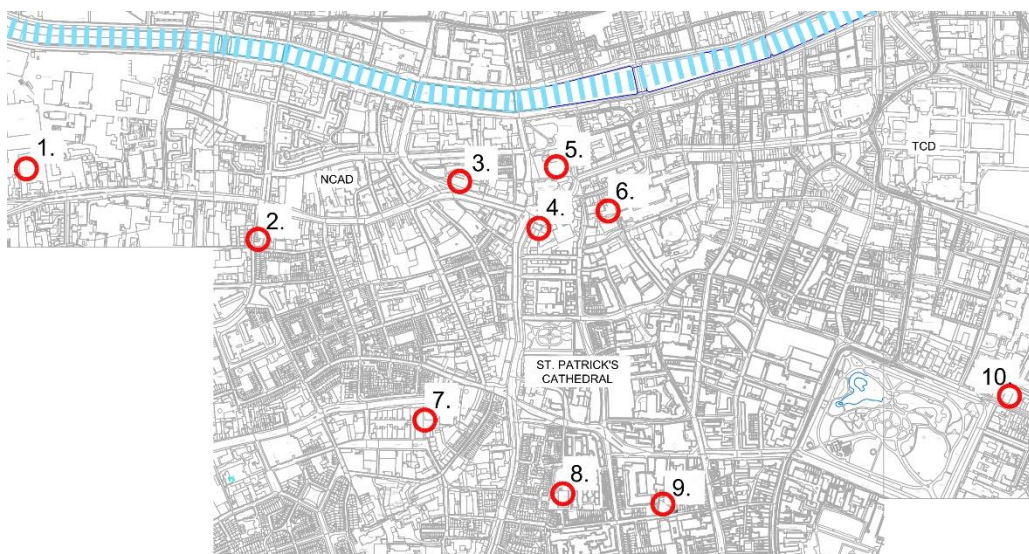 1.
2.
NCAD
3.
4.
5.
6.
TCD
ST. PATRICK'S
CATHEDRAL
7.
8.
9.
10.